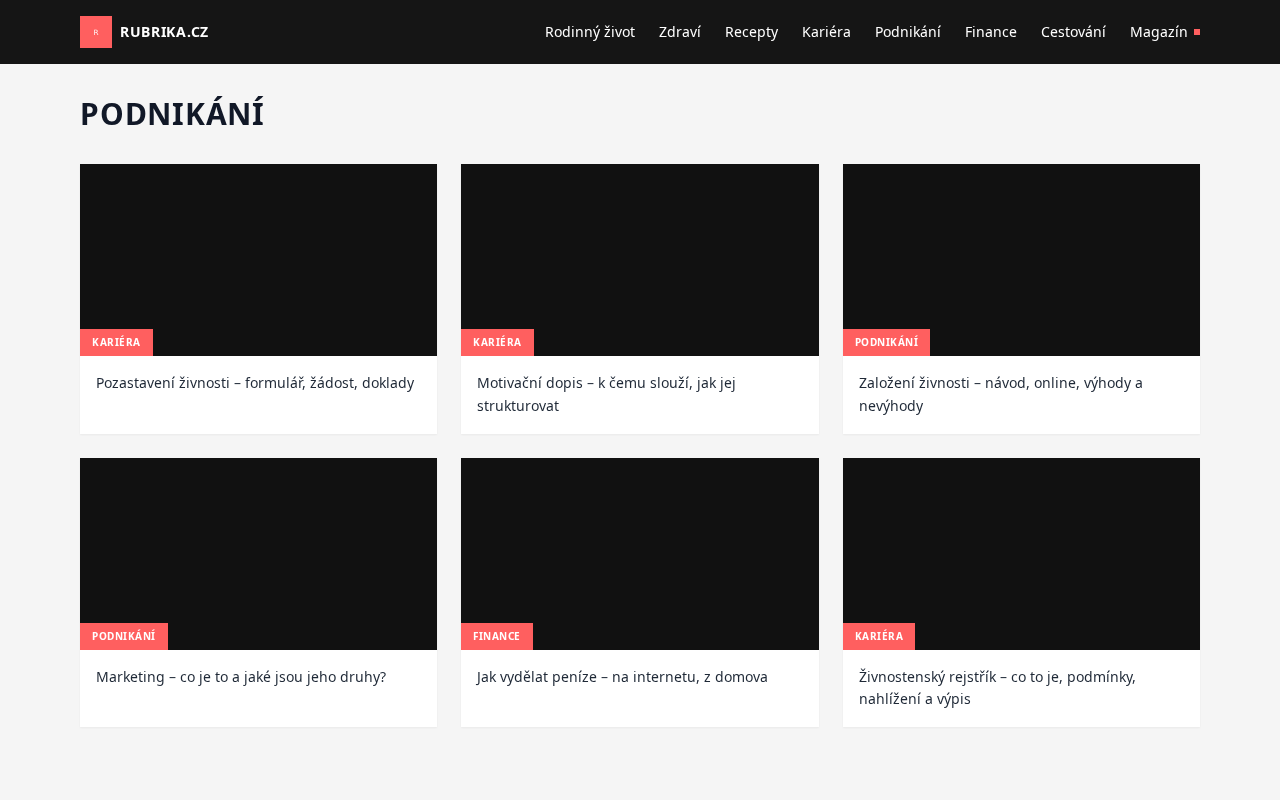 R
RUBRIKA.CZ
Rodinný život
Zdraví
Recepty
Kariéra
Podnikání
Finance
Cestování
Magazín
PODNIKÁNÍ
KARIÉRA
Pozastavení živnosti – formulář, žádost, doklady
KARIÉRA
Motivační dopis – k čemu slouží, jak jej
strukturovat
PODNIKÁNÍ
Založení živnosti – návod, online, výhody a
nevýhody
PODNIKÁNÍ
Marketing – co je to a jaké jsou jeho druhy?
FINANCE
Jak vydělat peníze – na internetu, z domova
KARIÉRA
Živnostenský rejstřík – co to je, podmínky,
nahlížení a výpis